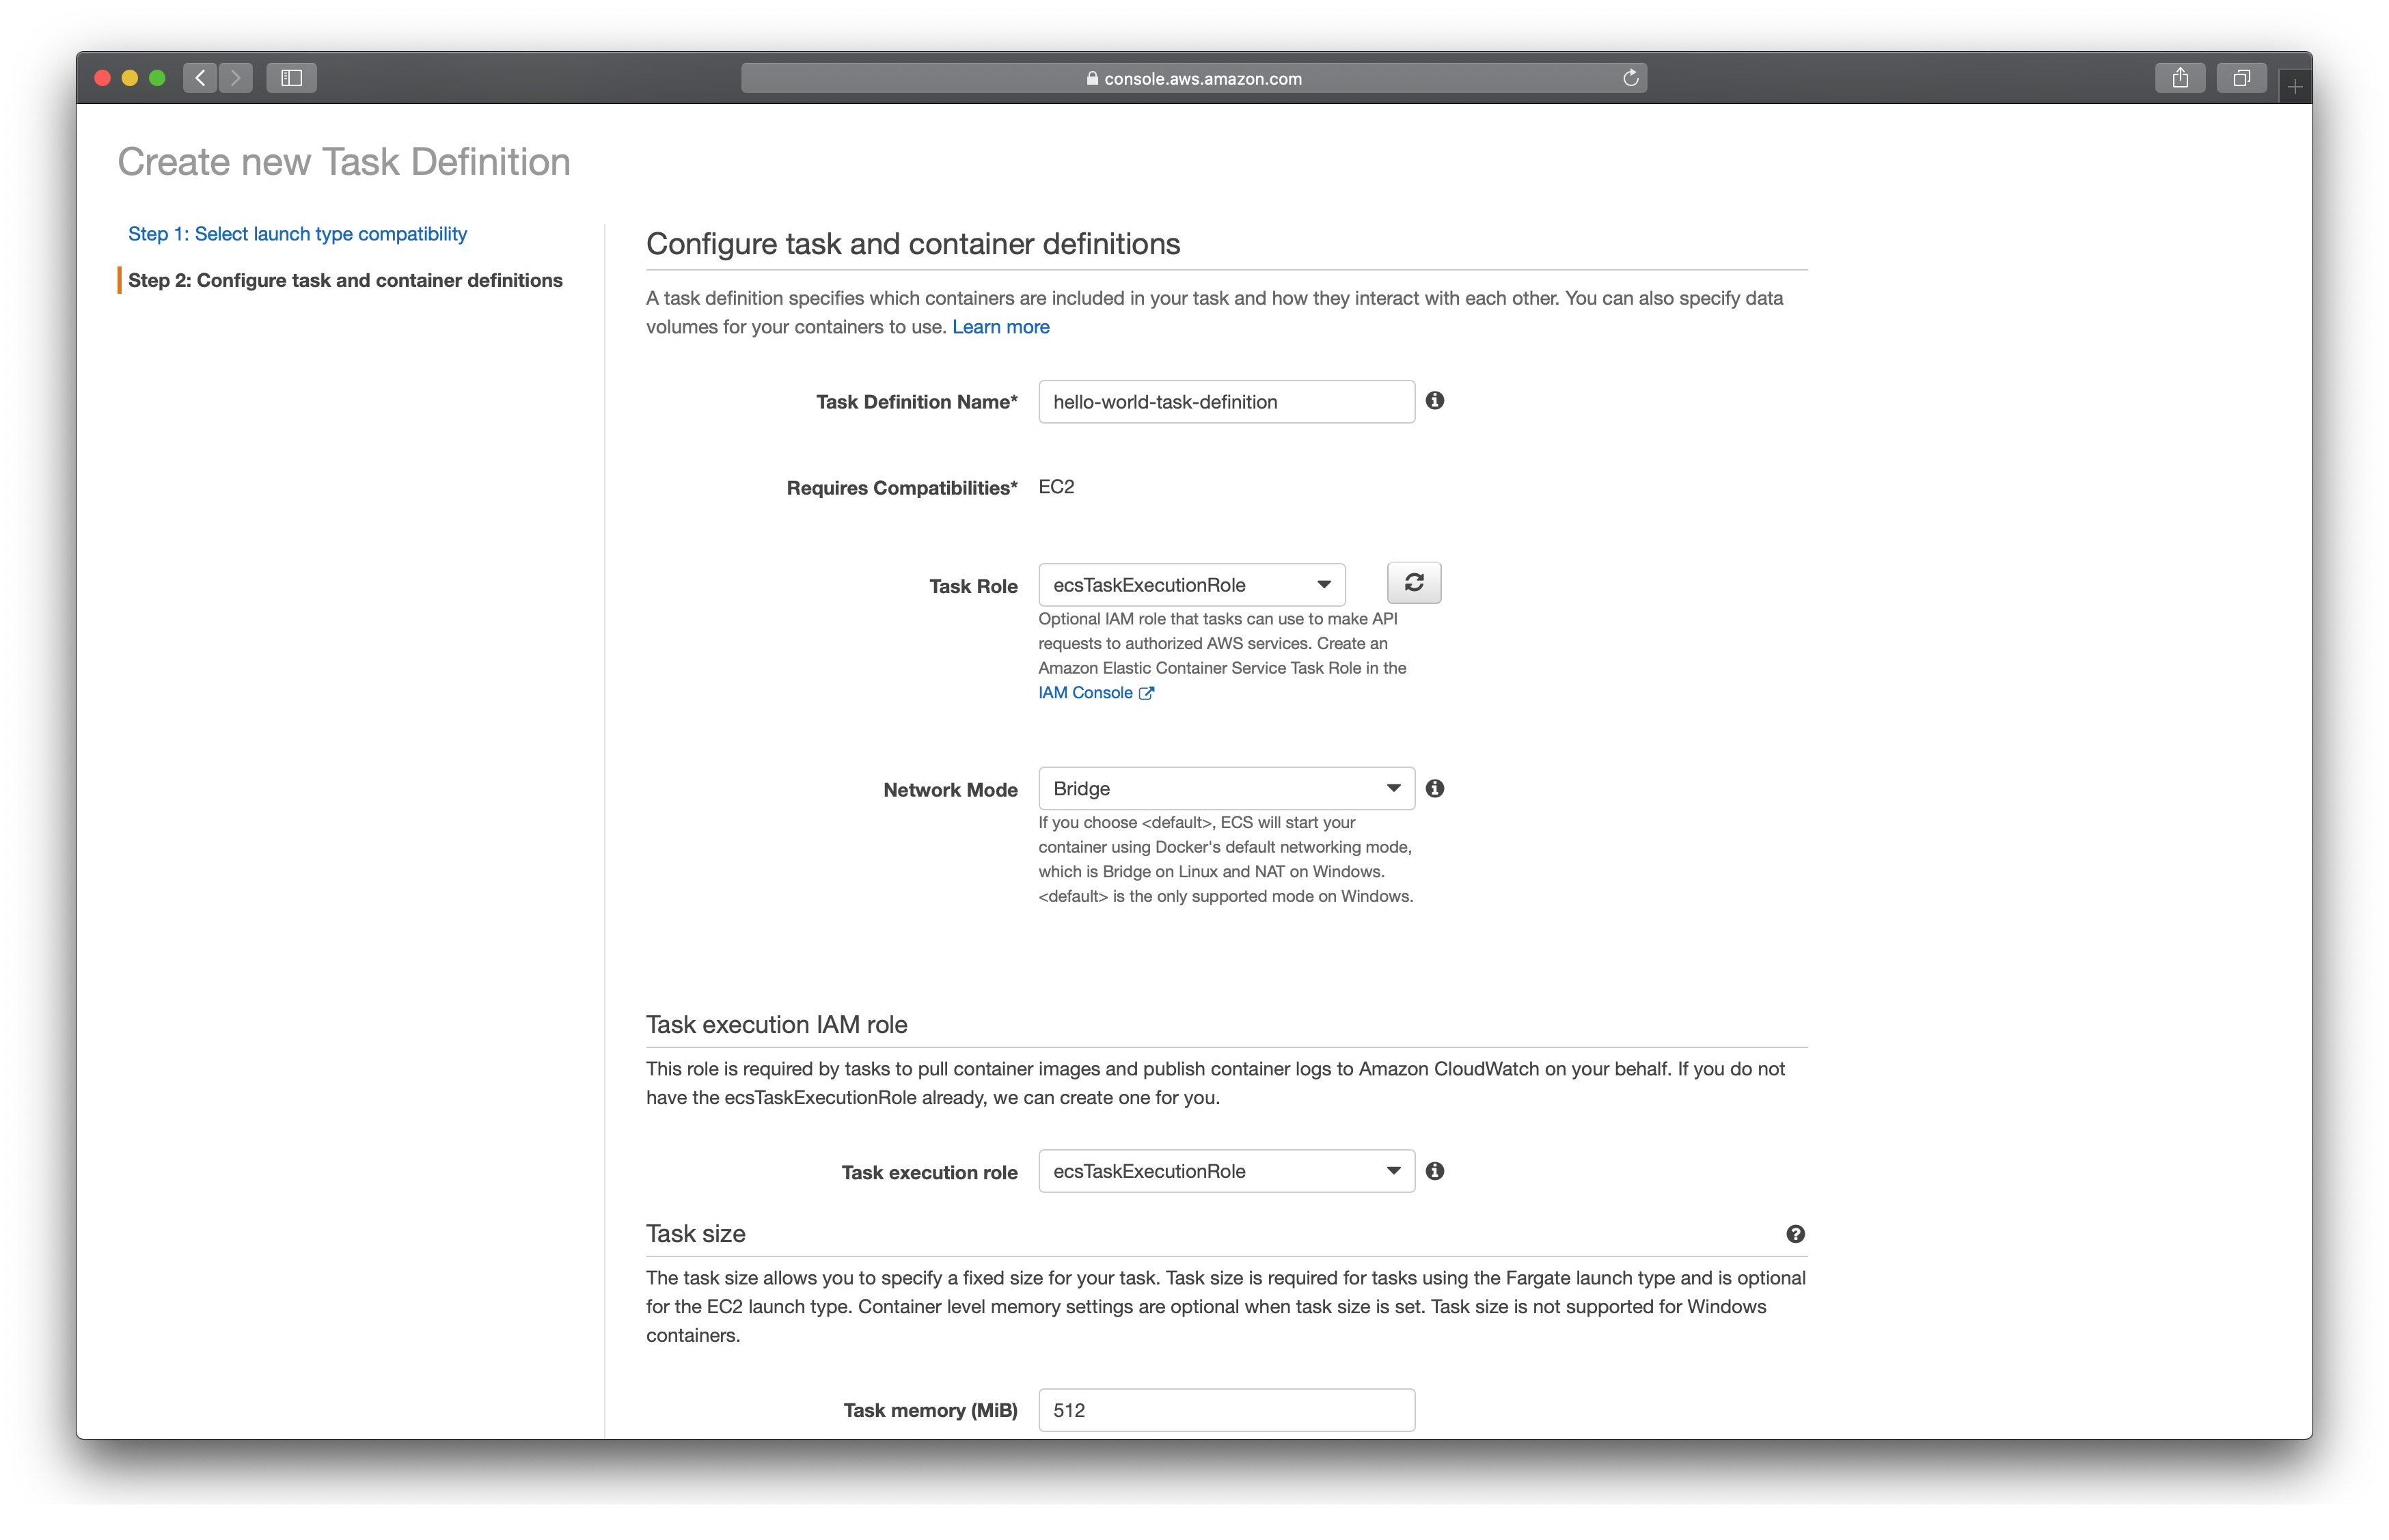 console.aws.amazon.com
Create new Task Definition
Step 1: Select launch type compatibility
Step 2: Configure task and container definitions
Configure task and container definitions
A task definition specifies which containers are included in your task and how they interact with each other. You can also specify data
volumes for your containers to use. Learn more
Task Definition Name*
hello-world-task-definition
Requires Compatibilities*
EC2
Task Role
ecsTaskExecutionRole
Optional IAM role that tasks can use to make API
requests to authorized AWS services. Create an
Amazon Elastic Container Service Task Role in the
IAM Console
Network Mode
Bridge
If you choose <default>, ECS will start your
container using Docker's default networking mode,
which is Bridge on Linux and NAT on Windows.
<default> is the only supported mode on Windows.
Task execution IAM role
This role is required by tasks to pull container images and publish container logs to Amazon CloudWatch on your behalf. If you do not
have the ecsTaskExecutionRole already, we can create one for you.
Task execution role
ecsTaskExecutionRole
Task size
The task size allows you to specify a fixed size for your task. Task size is required for tasks using the Fargate launch type and is optional
for the EC2 launch type. Container level memory settings are optional when task size is set. Task size is not supported for Windows
containers.
Task memory (MiB)
512